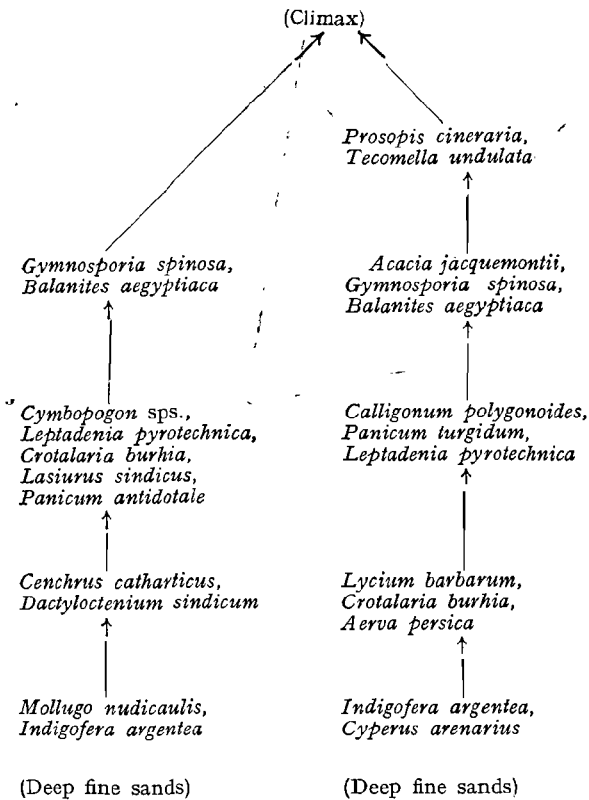 (Climax)
Prosopis cineraria,
Tecomella undulata
Gymnosporia spinosa,
Balanites aegyptiaca
Acacia jacquemontii,
Gymnosporia spinosa,
Balanites aegyptiaca
Cymbopogon sps.,
Leptadenia pyrotechnica,
Crotalaria burhia,
Lasiurus sindicus,
Panicum antidotale
Calligonum polygonoides,
Panicum turgidum,
Leptadenia pyrotechnica
Cenchrus catharticus,
Dactyloctenium sindicum
Lycium barbarum,
Crotalaria burhia,
Aerva persica
Mollugo nudicaulis,
Indigofera argentea
Indigofera argentea,
Cyperus arenarius
(Deep fine sands)
(Deep fine sands)